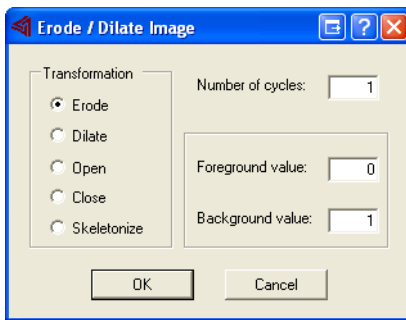 Erode / Dilate Image
Transformation
Erode
Dilate
Open
Close
Skeletonize
Number of cycles: 1
Foreground value: 0
Background value: 1
OK Cancel